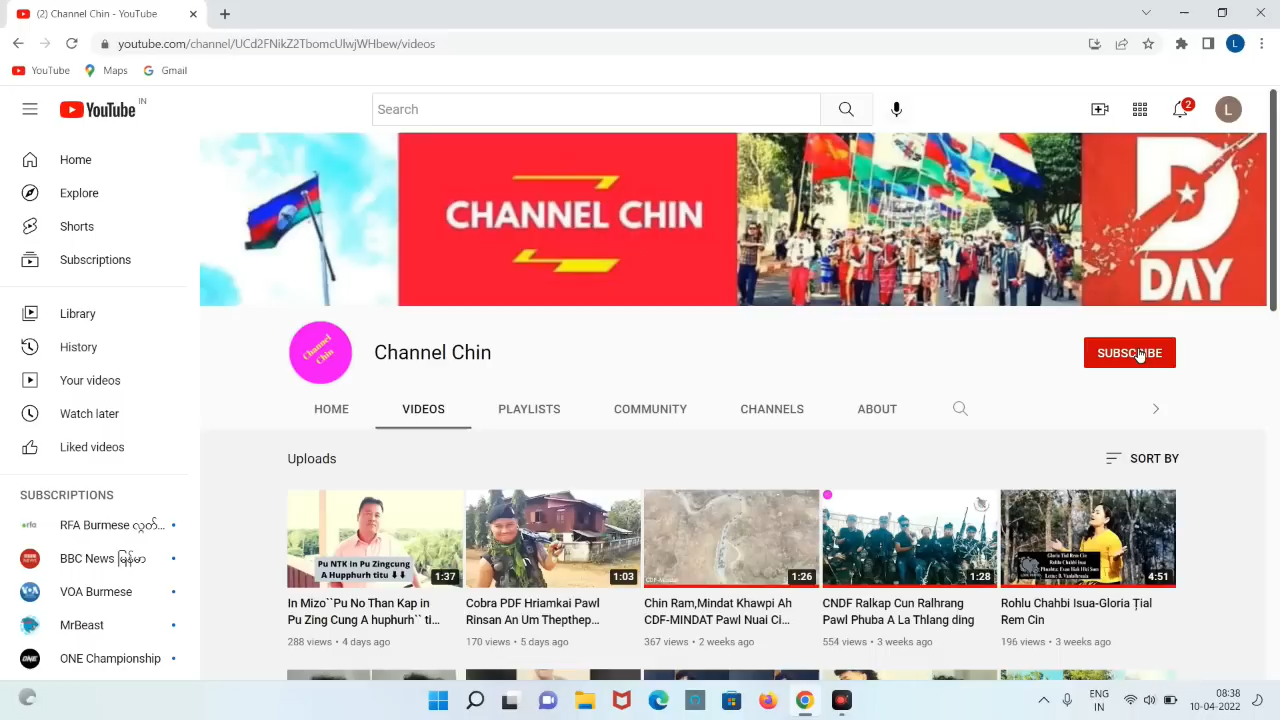 (2) Channel Chin - YouTube
youtube.com/channel/UCd2FNikZ2TbomcUlwjWHbew/videos
L
YouTube Maps Gmail
YouTube IN
Search
2
L
Home
Explore
Shorts
Subscriptions
Library
History
Your videos
Watch later
Liked videos
SUBSCRIPTIONS
RFA Burmese လွတ်...
BBC News မြန်မာ
VOA Burmese
MrBeast
ONE Championship
CHANNEL CHIN
D
DAY
Channel Chin
Channel Chin
SUBSCRIBE
HOME VIDEOS PLAYLISTS COMMUNITY CHANNELS ABOUT
Uploads
SORT BY
Pu NTK In Pu Zingcung
A Hupphurh titu
1:37
In Mizo``Pu No Than Kap in
Pu Zing Cung A huphurh`` ti...
288 views • 4 days ago
1:03
Cobra PDF Hriamkai Pawl
Rinsan An Um Thepthep...
170 views • 5 days ago
1:26
Chin Ram,Mindat Khawpi Ah
CDF-MINDAT Pawl Nuai Ci...
367 views • 2 weeks ago
1:28
CNDF Ralkap Cun Ralhrang
Pawl Phuba A La Thlang ding
554 views • 3 weeks ago
4:51
Rohlu Chahbi Isua-Gloria Ṭial
Rem Cin
196 views • 3 weeks ago
ENG
IN
08:38
10-04-2022